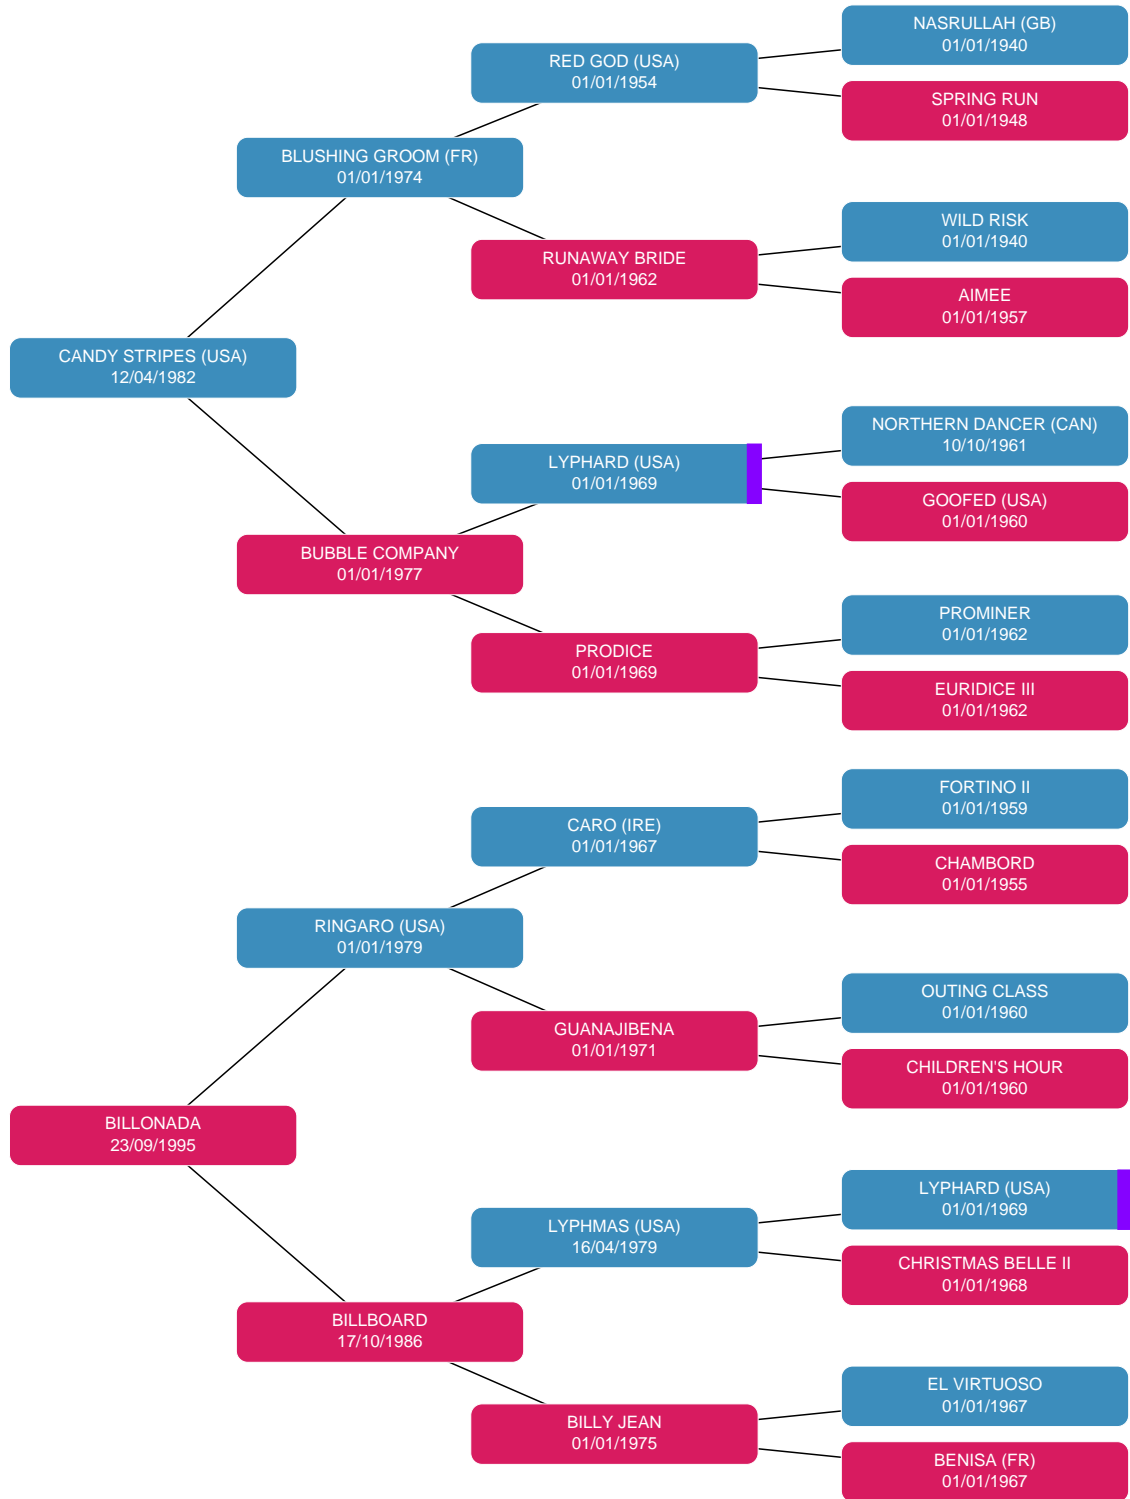 NASRULLAH (GB)
01/01/1940
RED GOD (USA)
01/01/1954
SPRING RUN
01/01/1948
BLUSHING GROOM (FR)
01/01/1974
WILD RISK
01/01/1940
RUNAWAY BRIDE
01/01/1962
AIMEE
01/01/1957
CANDY STRIPES (USA)
12/04/1982
NORTHERN DANCER (CAN)
10/10/1961
LYPHARD (USA)
01/01/1969
GOOFED (USA)
01/01/1960
BUBBLE COMPANY
01/01/1977
PROMINER
01/01/1962
PRODICE
01/01/1969
EURIDICE III
01/01/1962
FORTINO II
01/01/1959
CARO (IRE)
01/01/1967
CHAMBORD
01/01/1955
RINGARO (USA)
01/01/1979
OUTING CLASS
01/01/1960
GUANAJIBENA
01/01/1971
CHILDREN'S HOUR
01/01/1960
BILLONADA
23/09/1995
LYPHARD (USA)
01/01/1969
LYPHMAS (USA)
16/04/1979
CHRISTMAS BELLE II
01/01/1968
BILLBOARD
17/10/1986
EL VIRTUOSO
01/01/1967
BILLY JEAN
01/01/1975
BENISA (FR)
01/01/1967